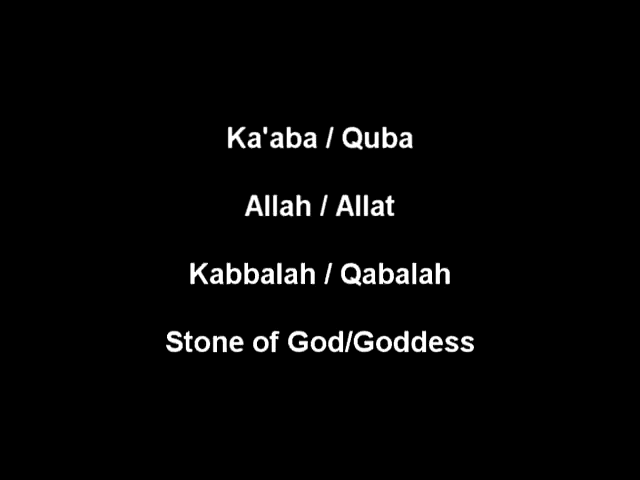 Ka'aba / Quba
Allah / Allat
Kabbalah / Qabalah
Stone of God/Goddess